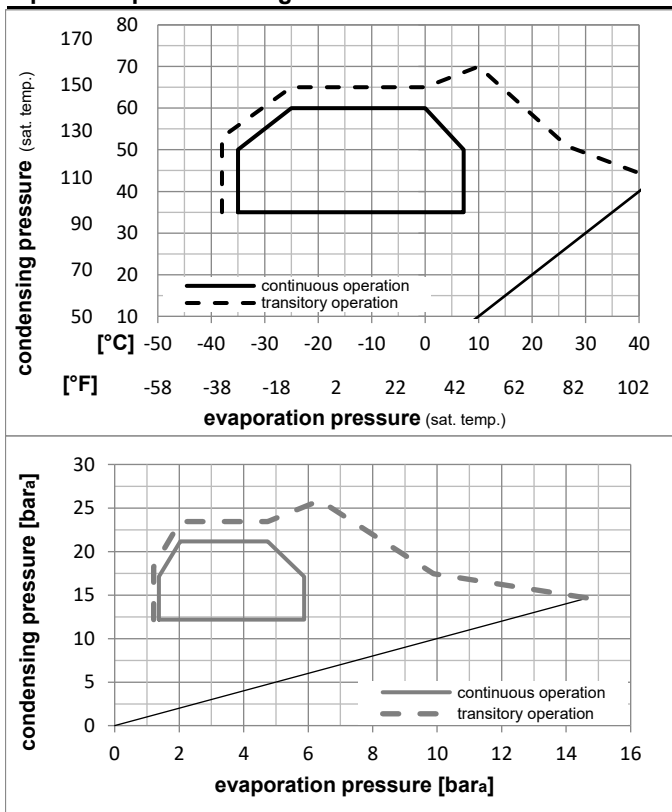 170
80
70
150
60
130
50
110
40
90
30
70
20
50
10
condensing pressure (sat. temp.)
continuous operation
transitory operation
[°C] -50 -40 -30 -20 -10 0 10 20 30 40
[°F] -58 -38 -18 2 22 42 62 82 102
evaporation pressure (sat. temp.)
30
25
20
15
10
5
0
condensing pressure [bara]
continuous operation
transitory operation
0 2 4 6 8 10 12 14 16
evaporation pressure [bara]